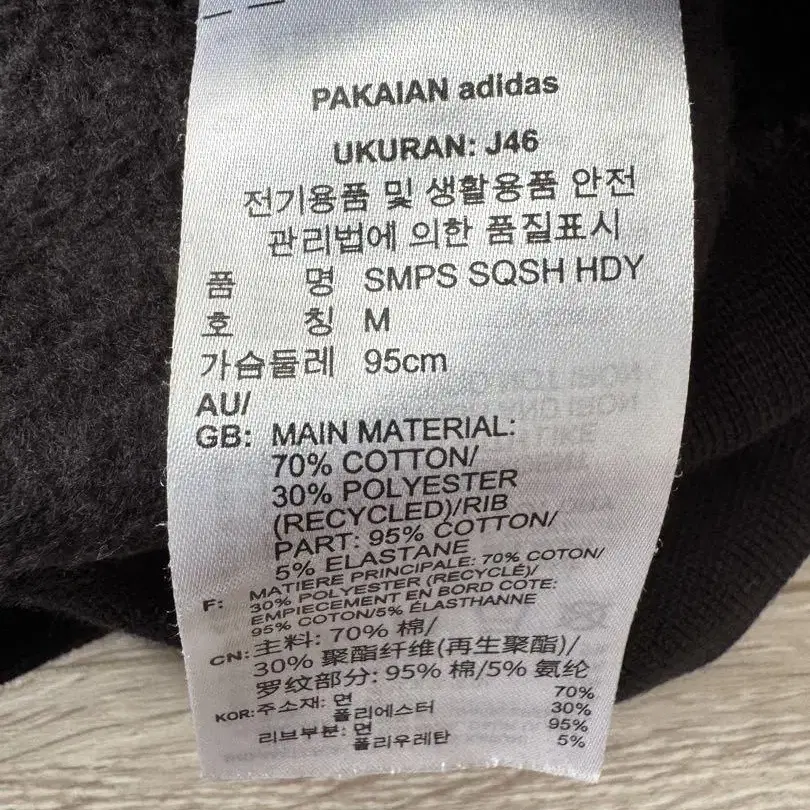 PAKAIAN adidas
UKURAN: J46
전기용품 및 생활용품 안전
관리법에 의한 품질표시
품 명 SMPS SQSH HDY
호 칭 M
가슴둘레 95cm
AU/
GB: MAIN MATERIAL:
70% COTTON/
30% POLYESTER
(RECYCLED)/RIB
PART: 95% COTTON/
5% ELASTANE
F: MATIERE PRINCIPALE: 70% COTON/
30% POLYESTER (RECYCLÉ)/
EMPIECEMENT EN BORD COTE:
95% COTON/5% ÉLASTHANNE
CN: 主料: 70% 棉/
30% 聚酯纤维(再生聚酯)/
罗纹部分: 95% 棉/5% 氨纶
KOR: 주소재: 면 70%
폴리에스터 30%
리브부분: 면 95%
폴리우레탄 5%